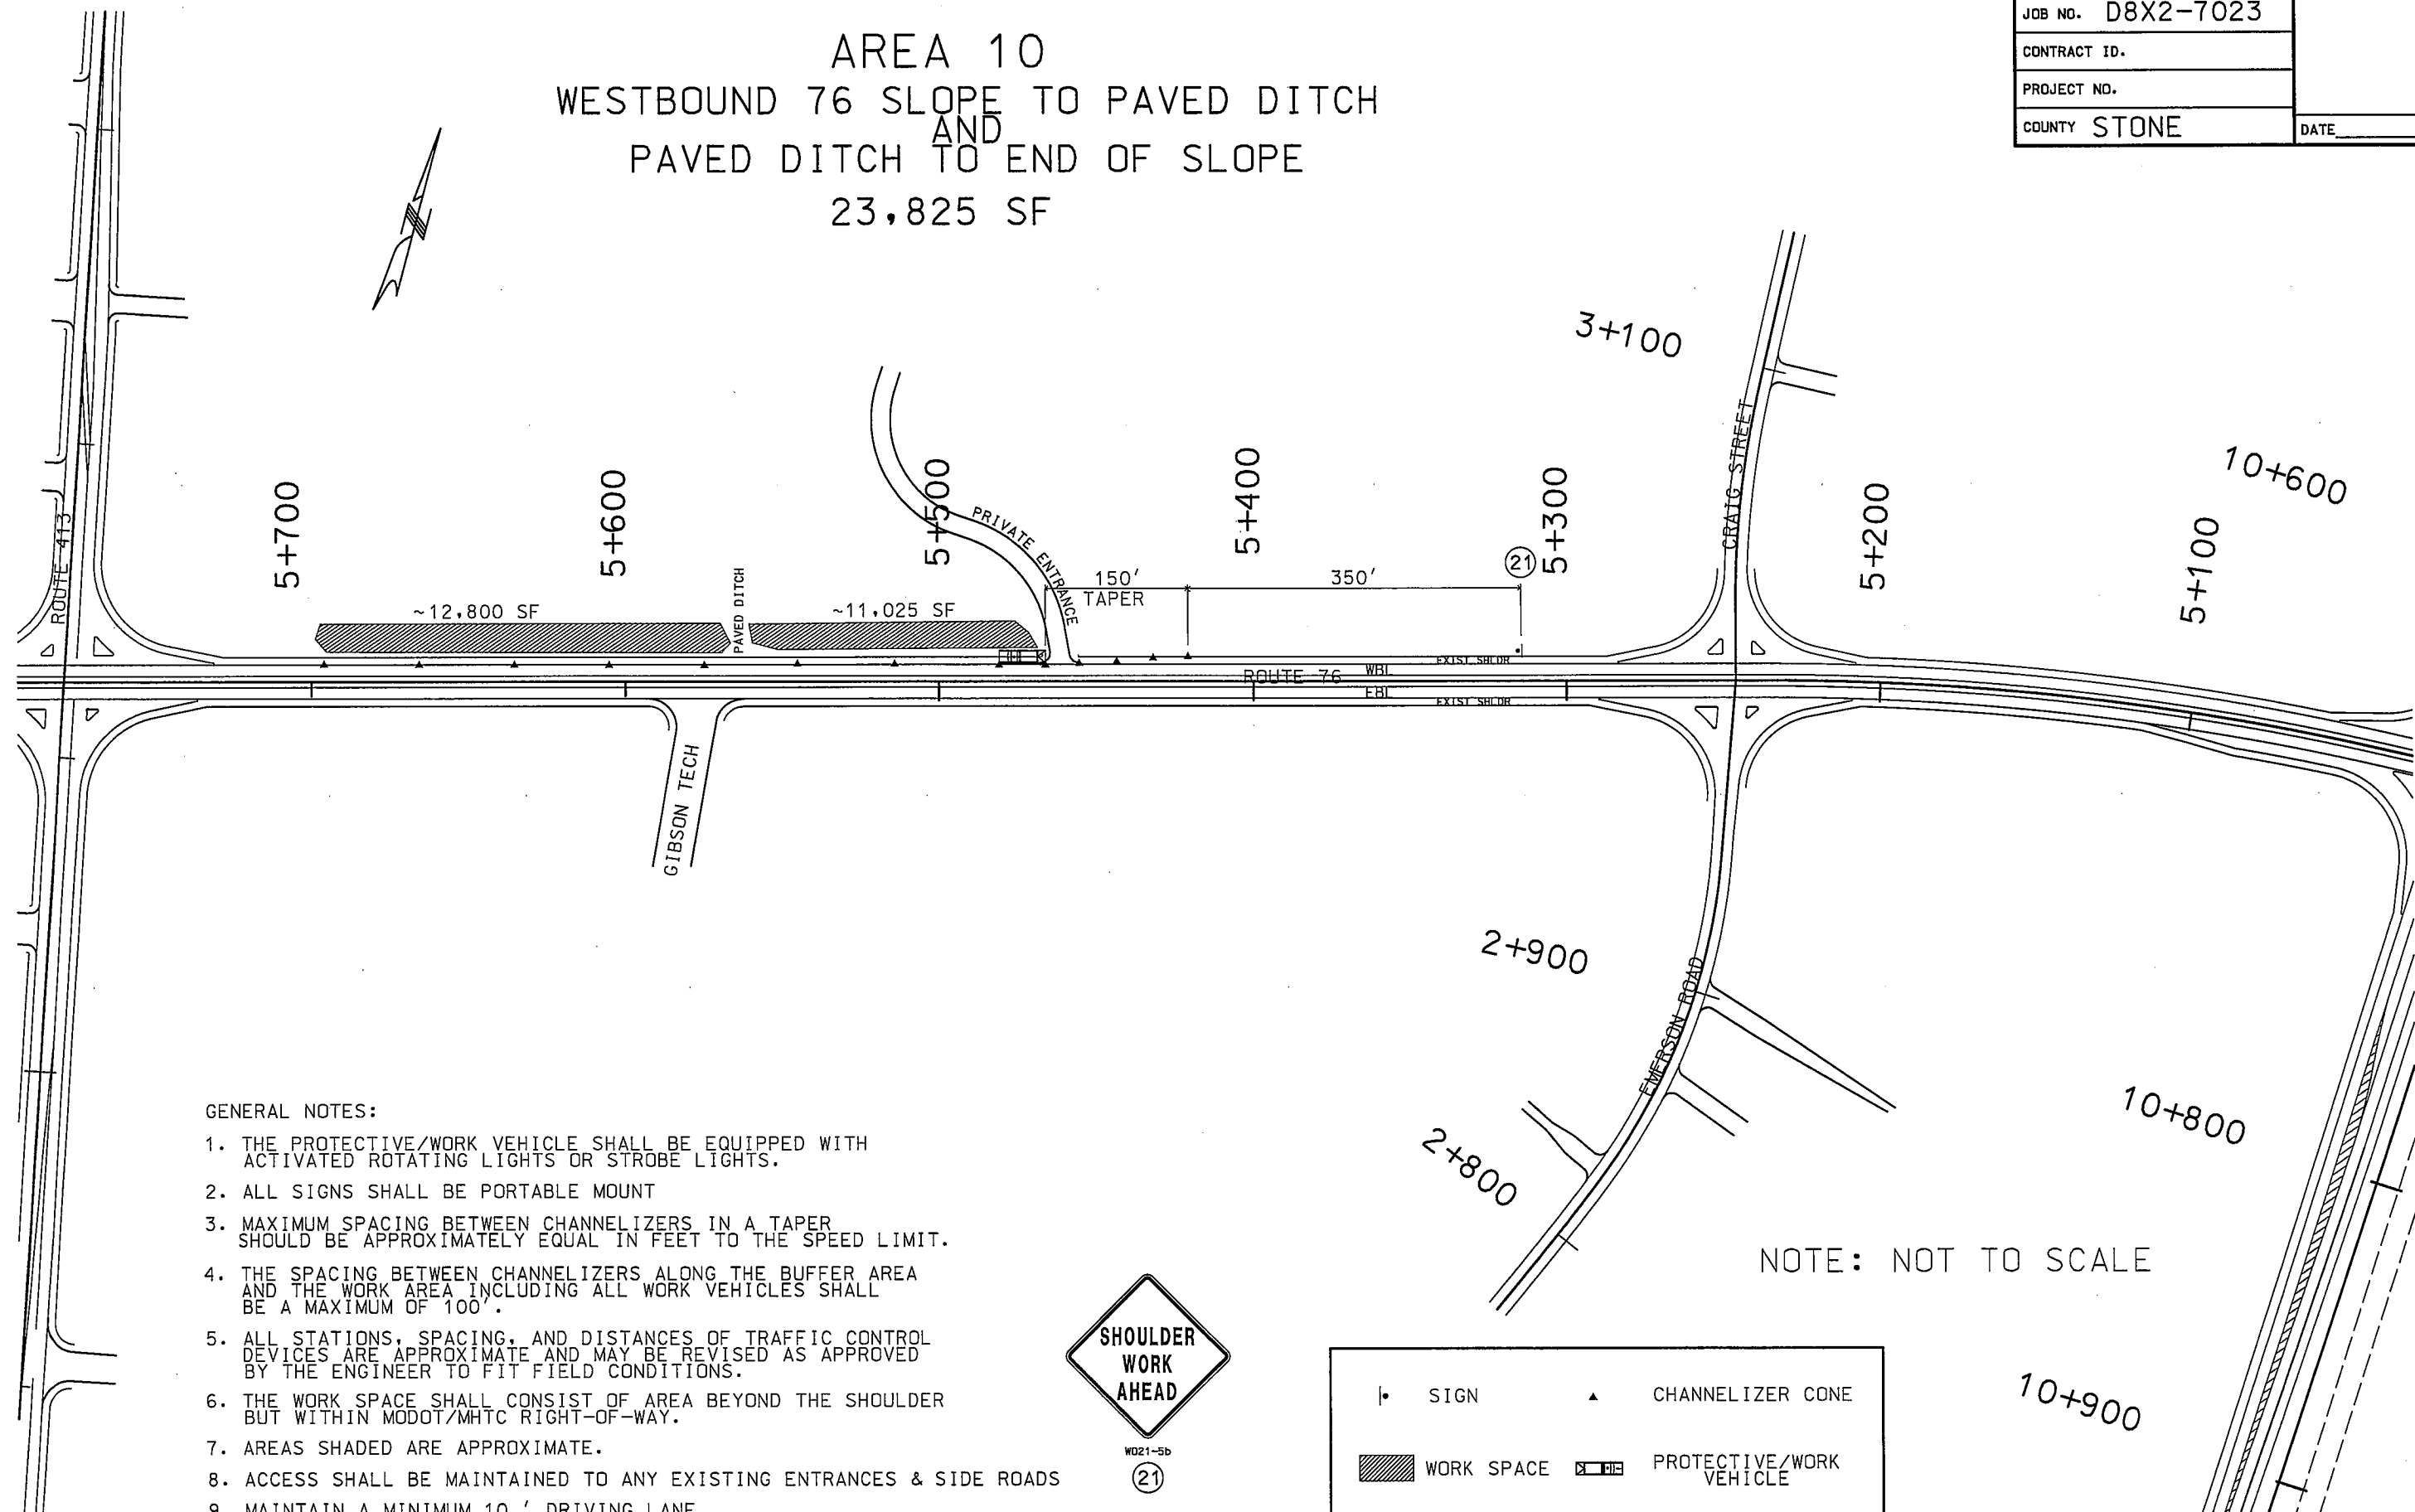 JOB NO. D8X2-7023
CONTRACT ID.
PROJECT NO.
COUNTY STONE
DATE
AREA 10
WESTBOUND 76 SLOPE TO PAVED DITCH
AND
PAVED DITCH TO END OF SLOPE
23,825 SF
N
3+100
10+600
5+700
5+600
5+500
5+400
5+300
5+200
5+100
ROUTE 413
CRAIG STREET
PRIVATE ENTRANCE
PAVED DITCH
21
150'
TAPER
350'
~12,800 SF
~11,025 SF
EXIST SHLDR
WBL
ROUTE 76
EBL
EXIST SHLDR
GIBSON TECH
2+900
EMERSON ROAD
2+800
10+800
10+900
NOTE: NOT TO SCALE
GENERAL NOTES:
1. THE PROTECTIVE/WORK VEHICLE SHALL BE EQUIPPED WITH
ACTIVATED ROTATING LIGHTS OR STROBE LIGHTS.
2. ALL SIGNS SHALL BE PORTABLE MOUNT
3. MAXIMUM SPACING BETWEEN CHANNELIZERS IN A TAPER
SHOULD BE APPROXIMATELY EQUAL IN FEET TO THE SPEED LIMIT.
4. THE SPACING BETWEEN CHANNELIZERS ALONG THE BUFFER AREA
AND THE WORK AREA INCLUDING ALL WORK VEHICLES SHALL
BE A MAXIMUM OF 100'.
5. ALL STATIONS, SPACING, AND DISTANCES OF TRAFFIC CONTROL
DEVICES ARE APPROXIMATE AND MAY BE REVISED AS APPROVED
BY THE ENGINEER TO FIT FIELD CONDITIONS.
6. THE WORK SPACE SHALL CONSIST OF AREA BEYOND THE SHOULDER
BUT WITHIN MODOT/MHTC RIGHT-OF-WAY.
7. AREAS SHADED ARE APPROXIMATE.
8. ACCESS SHALL BE MAINTAINED TO ANY EXISTING ENTRANCES & SIDE ROADS
9. MAINTAIN A MINIMUM 10 ' DRIVING LANE
SHOULDER
WORK
AHEAD
WO21-5b
21
SIGN
CHANNELIZER CONE
WORK SPACE
PROTECTIVE/WORK
VEHICLE